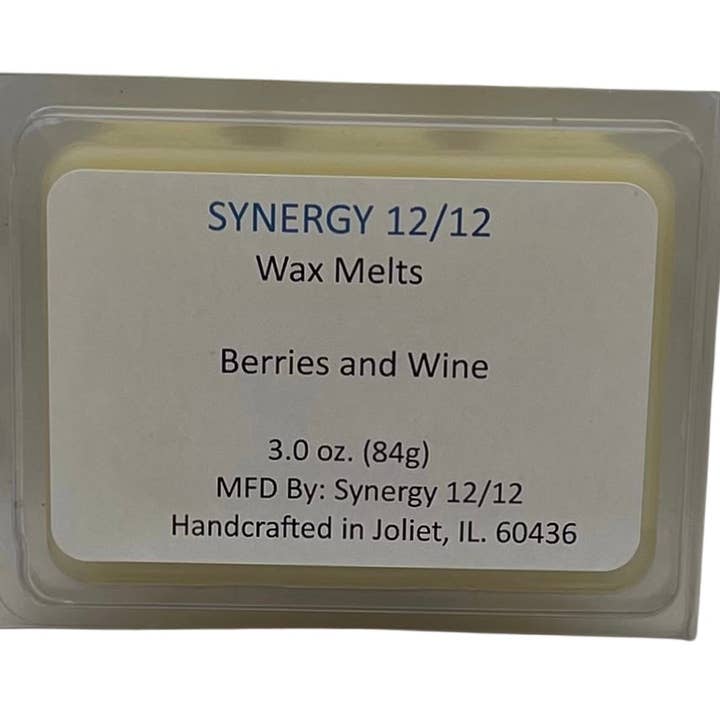 SYNERGY 12/12
Wax Melts
Berries and Wine
3.0 oz. (84g)
MFD By: Synergy 12/12
Handcrafted in Joliet, IL. 60436